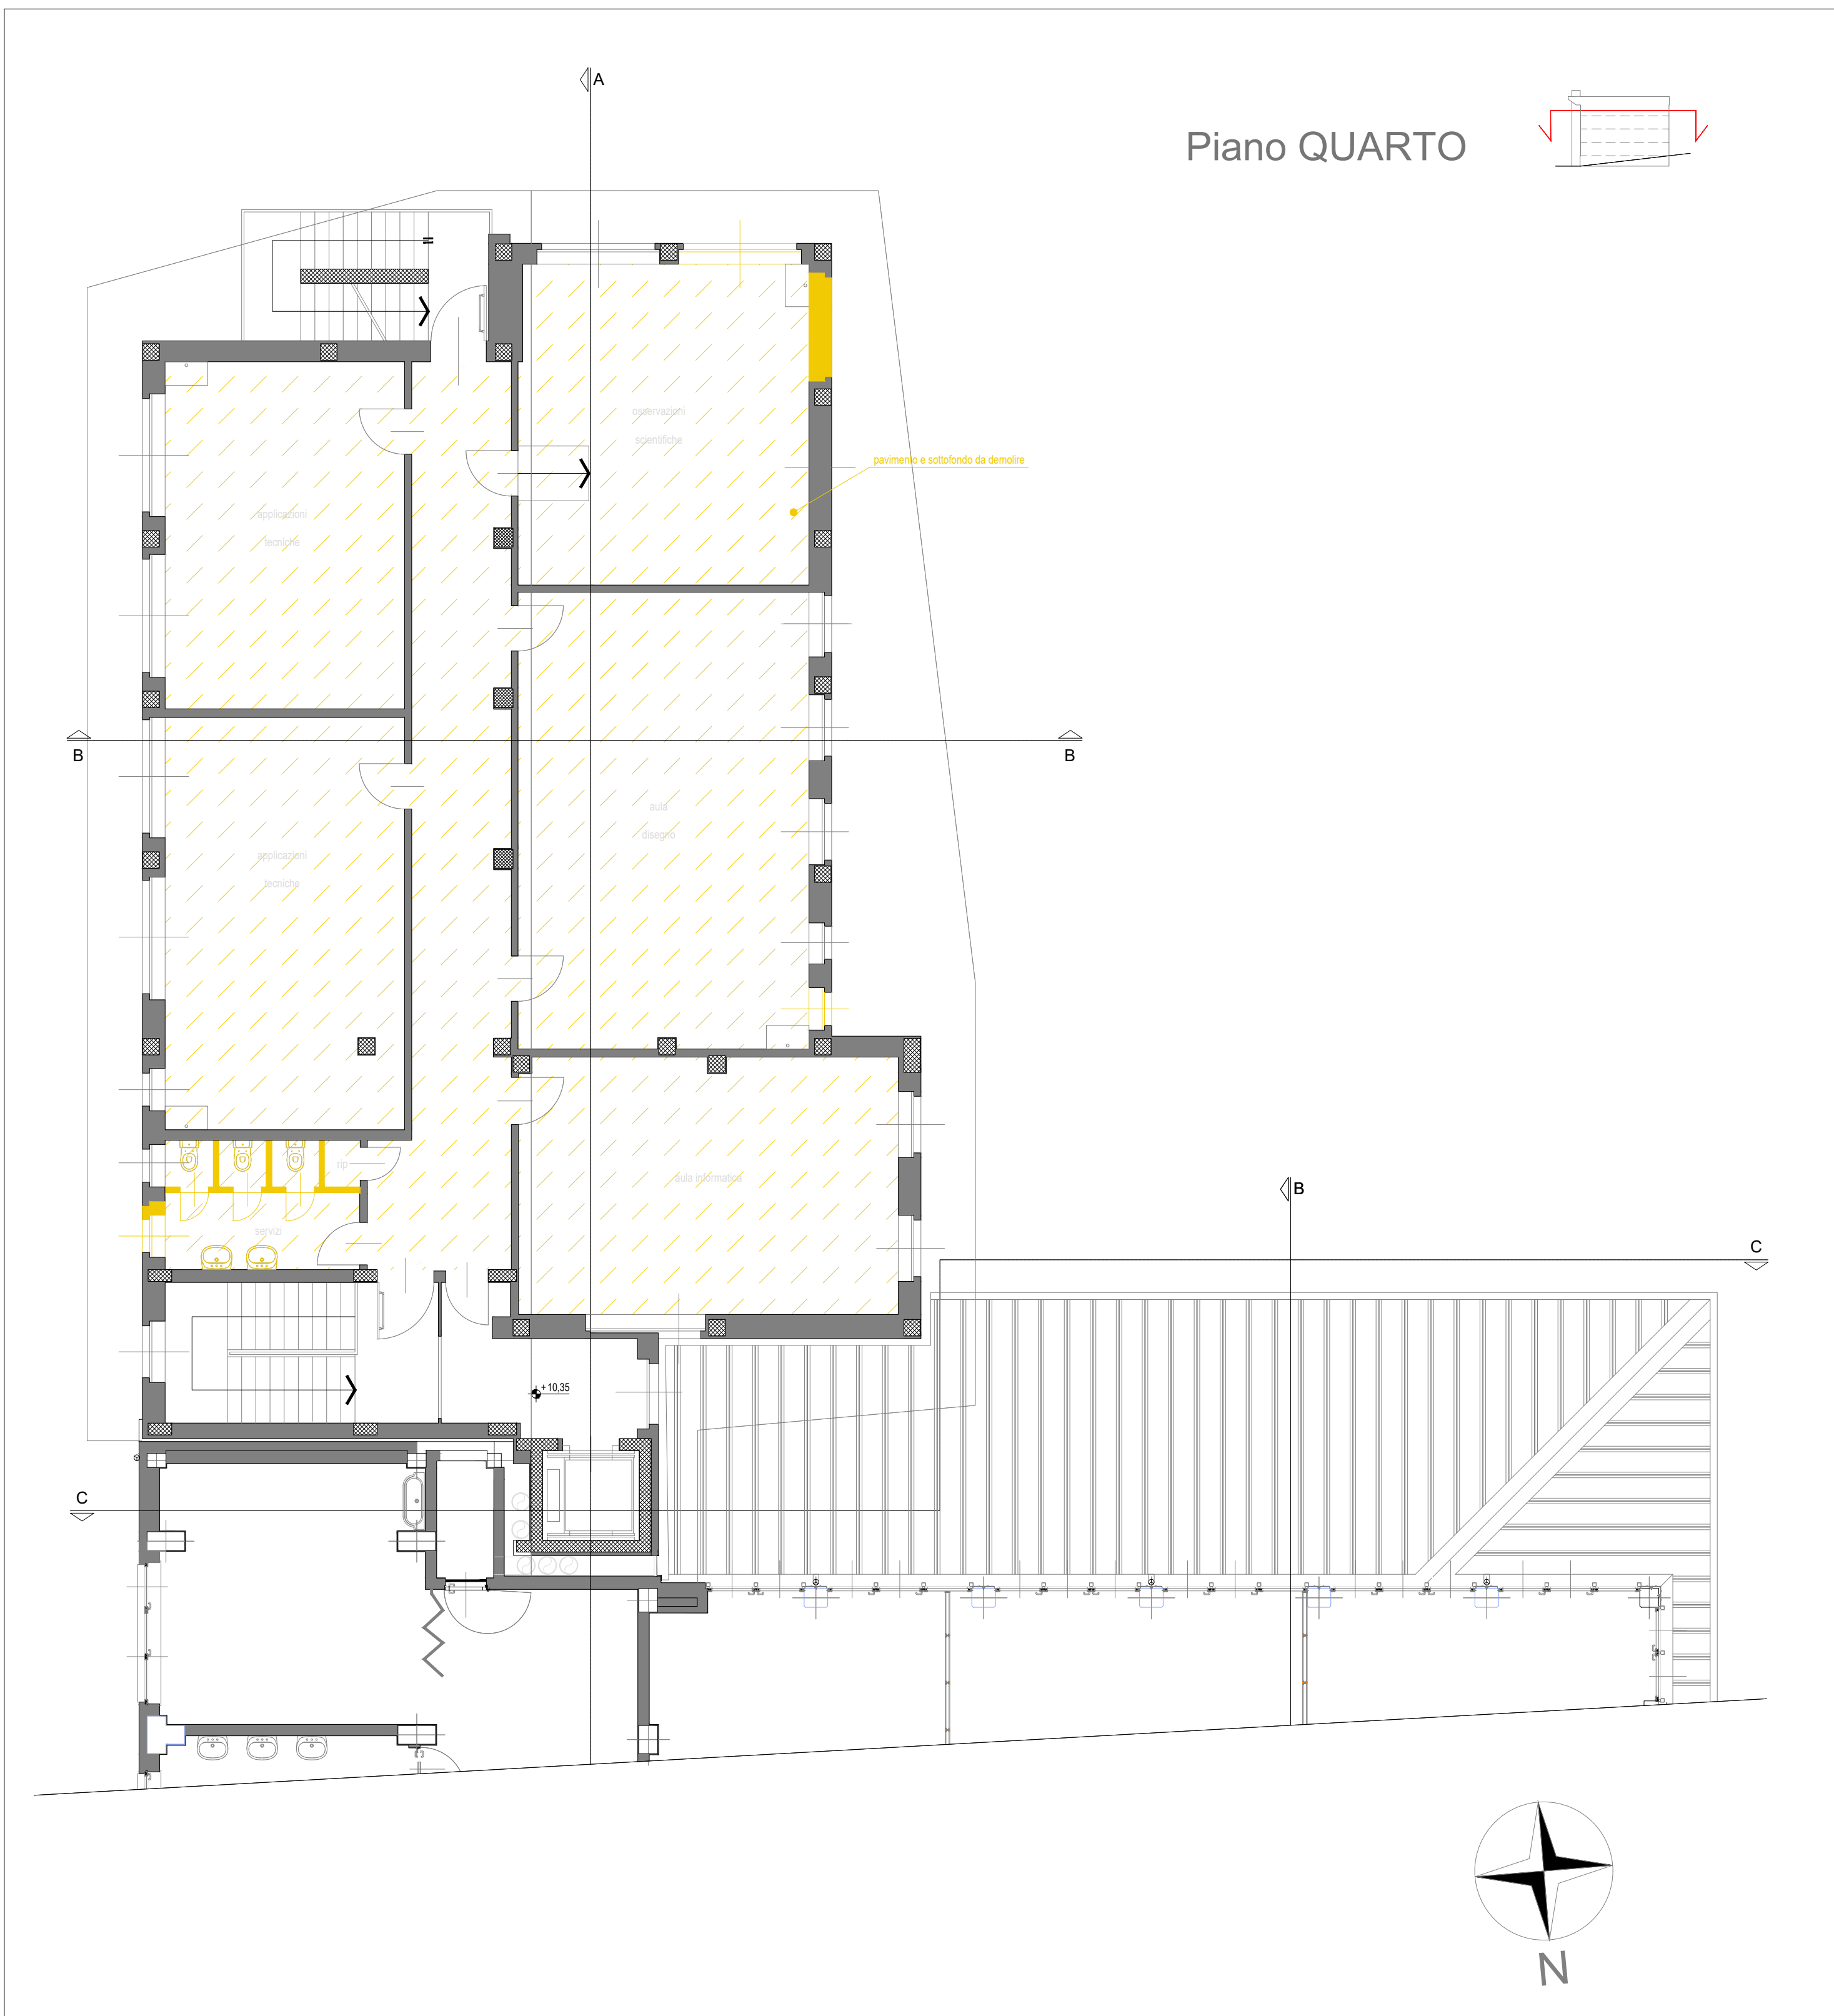 A
Piano QUARTO
osservazioni
scientifiche
pavimento e sottofondo da demolire
applicazioni
tecniche
B
B
aula
disegno
applicazioni
tecniche
rip
aula informatica
B
servizi
C
+10,35
C
N